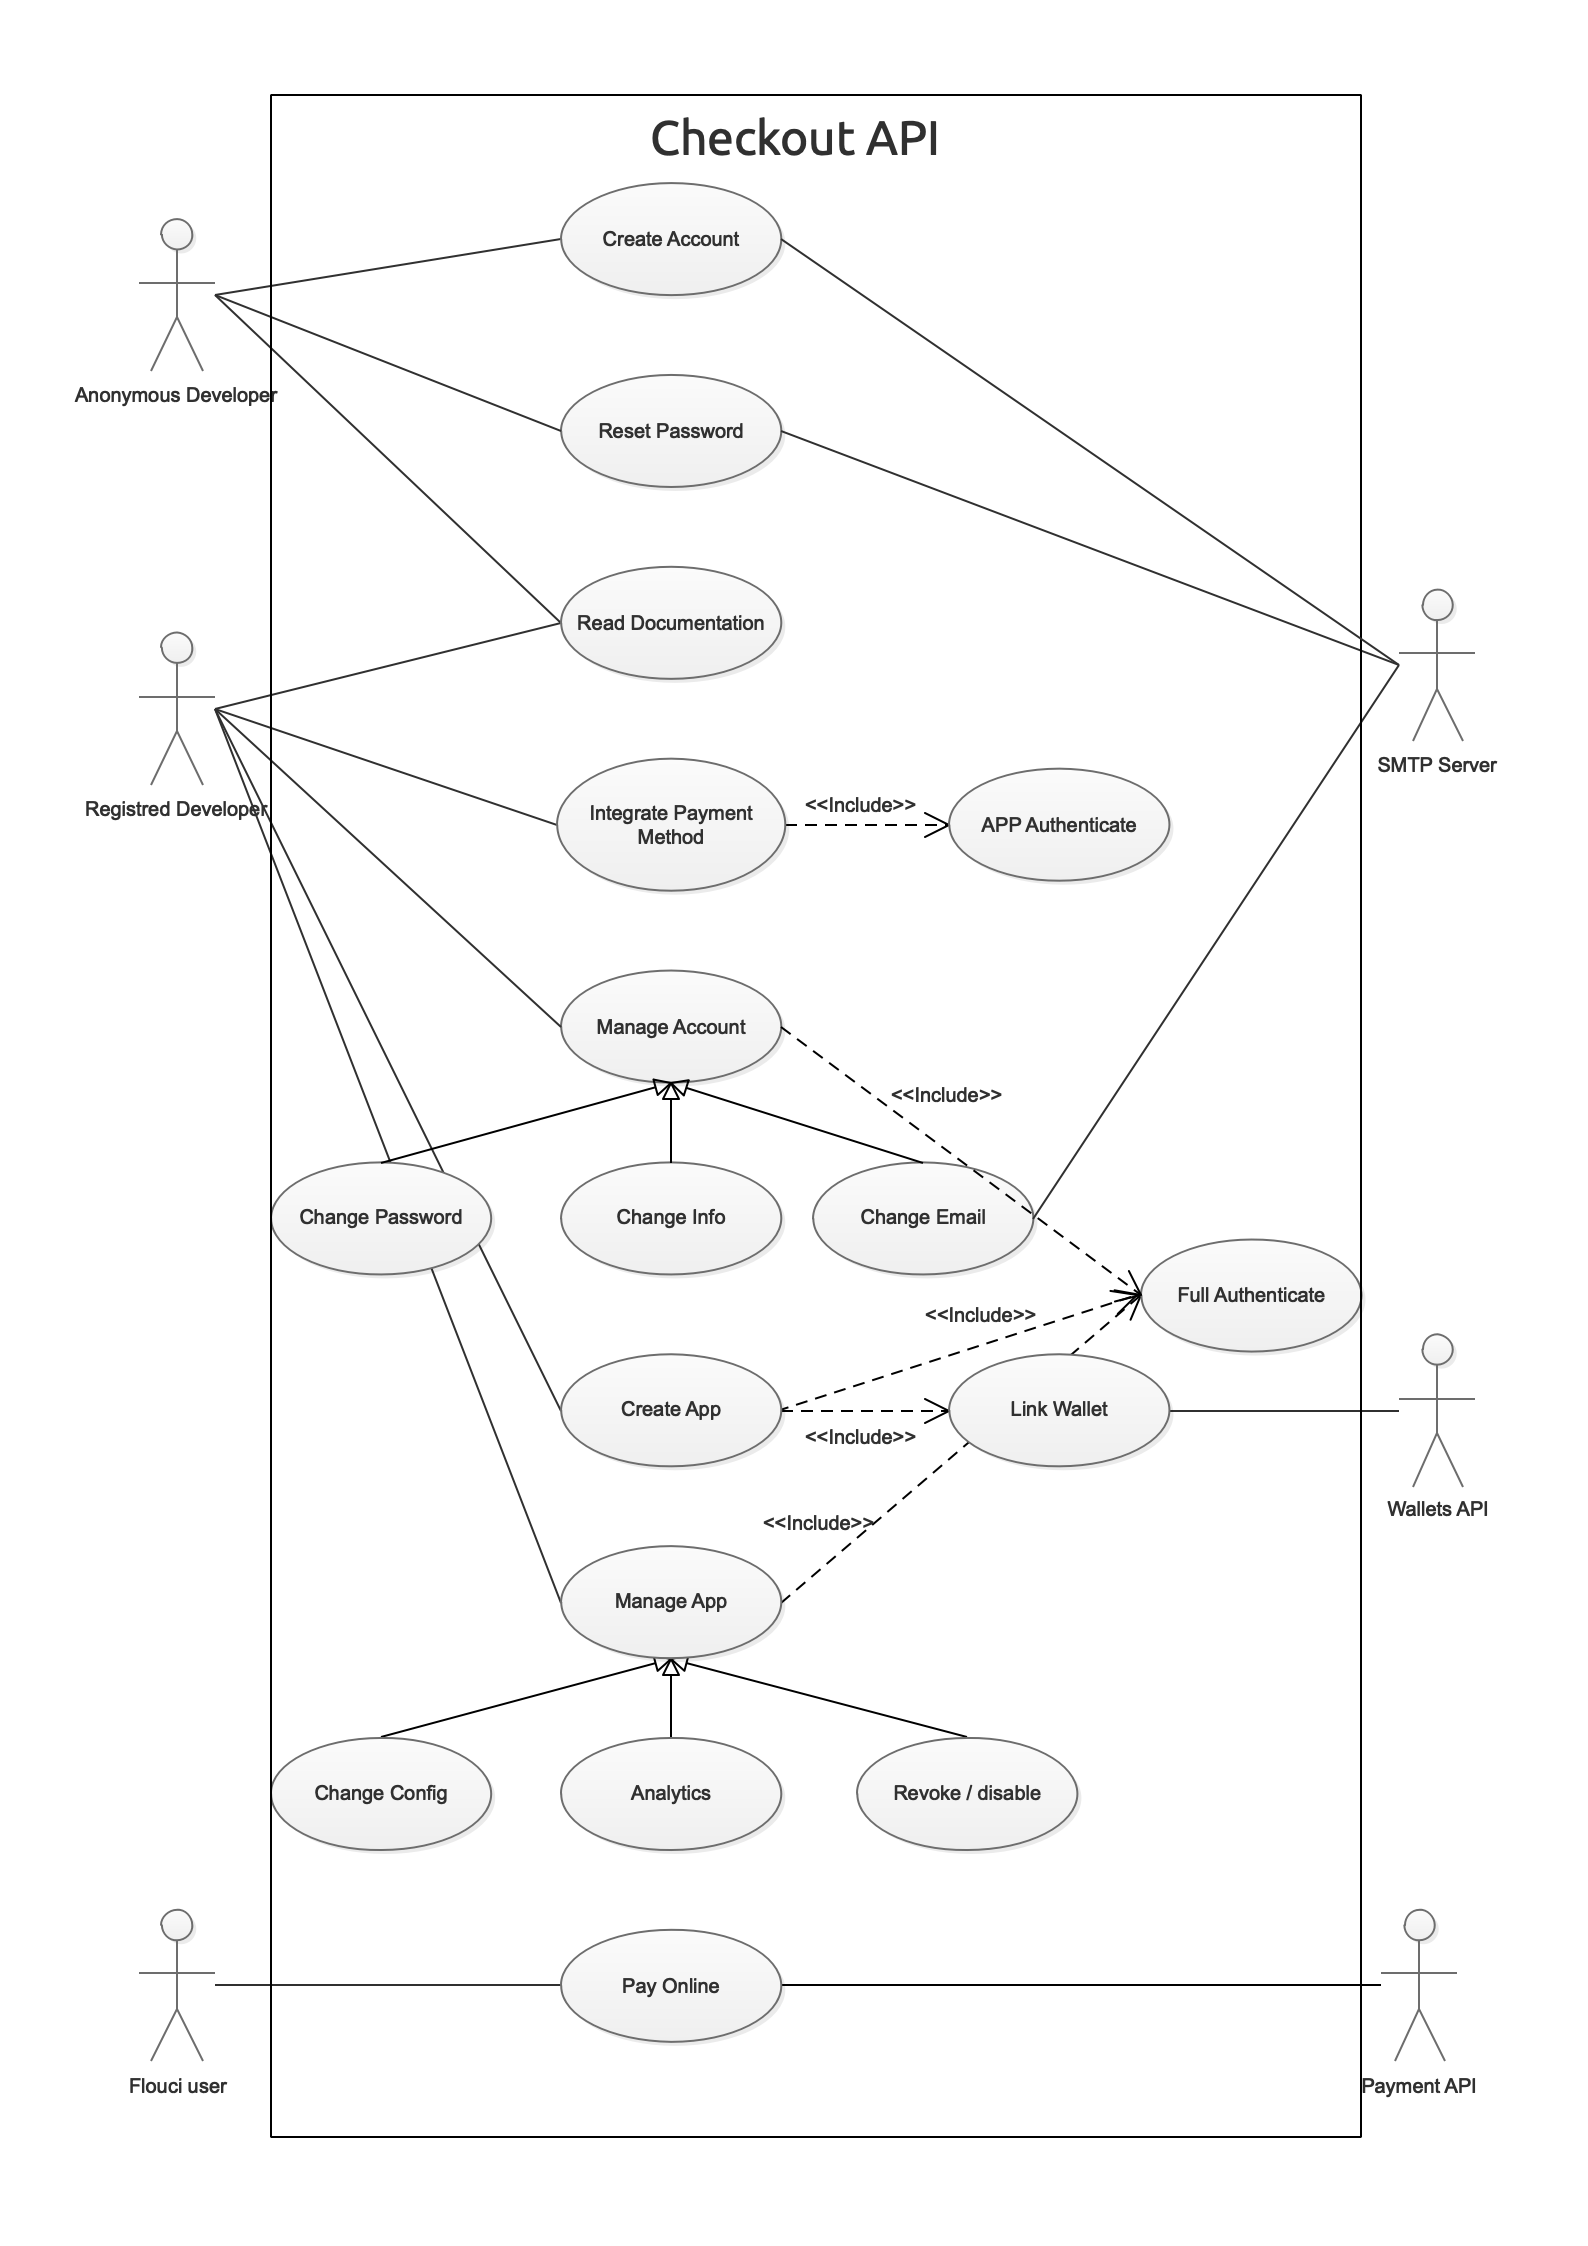 Checkout API
Create Account
Anonymous Developer
Reset Password
Read Documentation
SMTP Server
Registred Developer
Integrate Payment
Method
<<Include>>
APP Authenticate
Manage Account
<<Include>>
Change Password
Change Info
Change Email
Full Authenticate
<<Include>>
Create App
<<Include>>
Link Wallet
Wallets API
<<Include>>
Manage App
Change Config
Analytics
Revoke / disable
Pay Online
Flouci user
Payment API